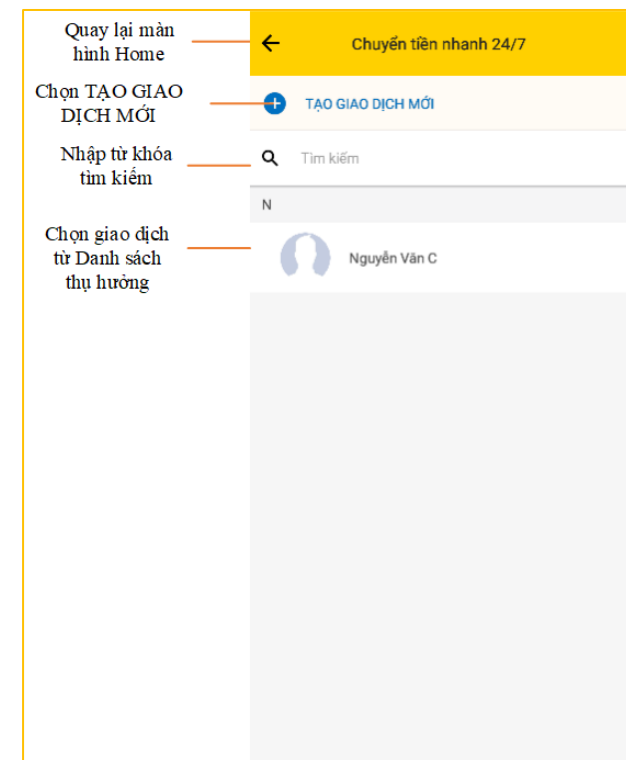 Quay lại màn
hình Home
Chuyển tiền nhanh 24/7
Chọn TẠO GIAO
DỊCH MỚI
TẠO GIAO DỊCH MỚI
Nhập từ khóa
tìm kiếm
Tìm kiếm
N
Chọn giao dịch
từ Danh sách
thụ hưởng
Nguyễn Văn C